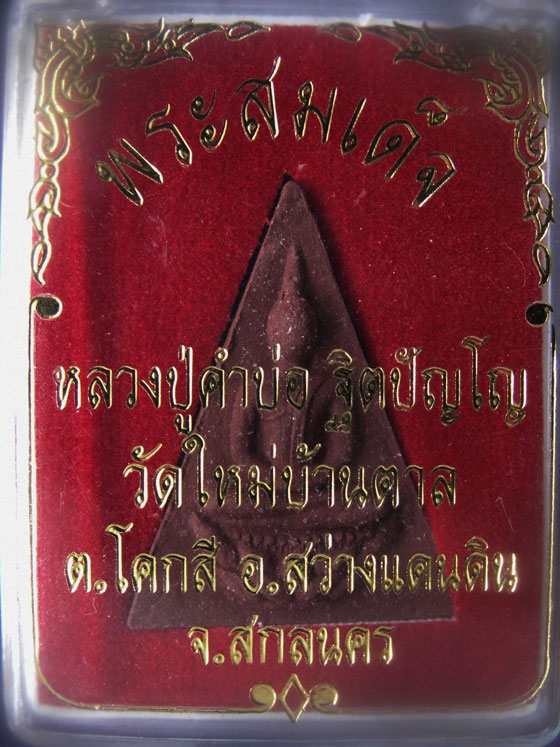 พระสมเด็จ
หลวงปู่คำบ่อ ฐิตปัญโญ
วัดใหม่บ้านตาล
ต.โคกสี อ.สว่างแดนดิน
จ.สกลนคร